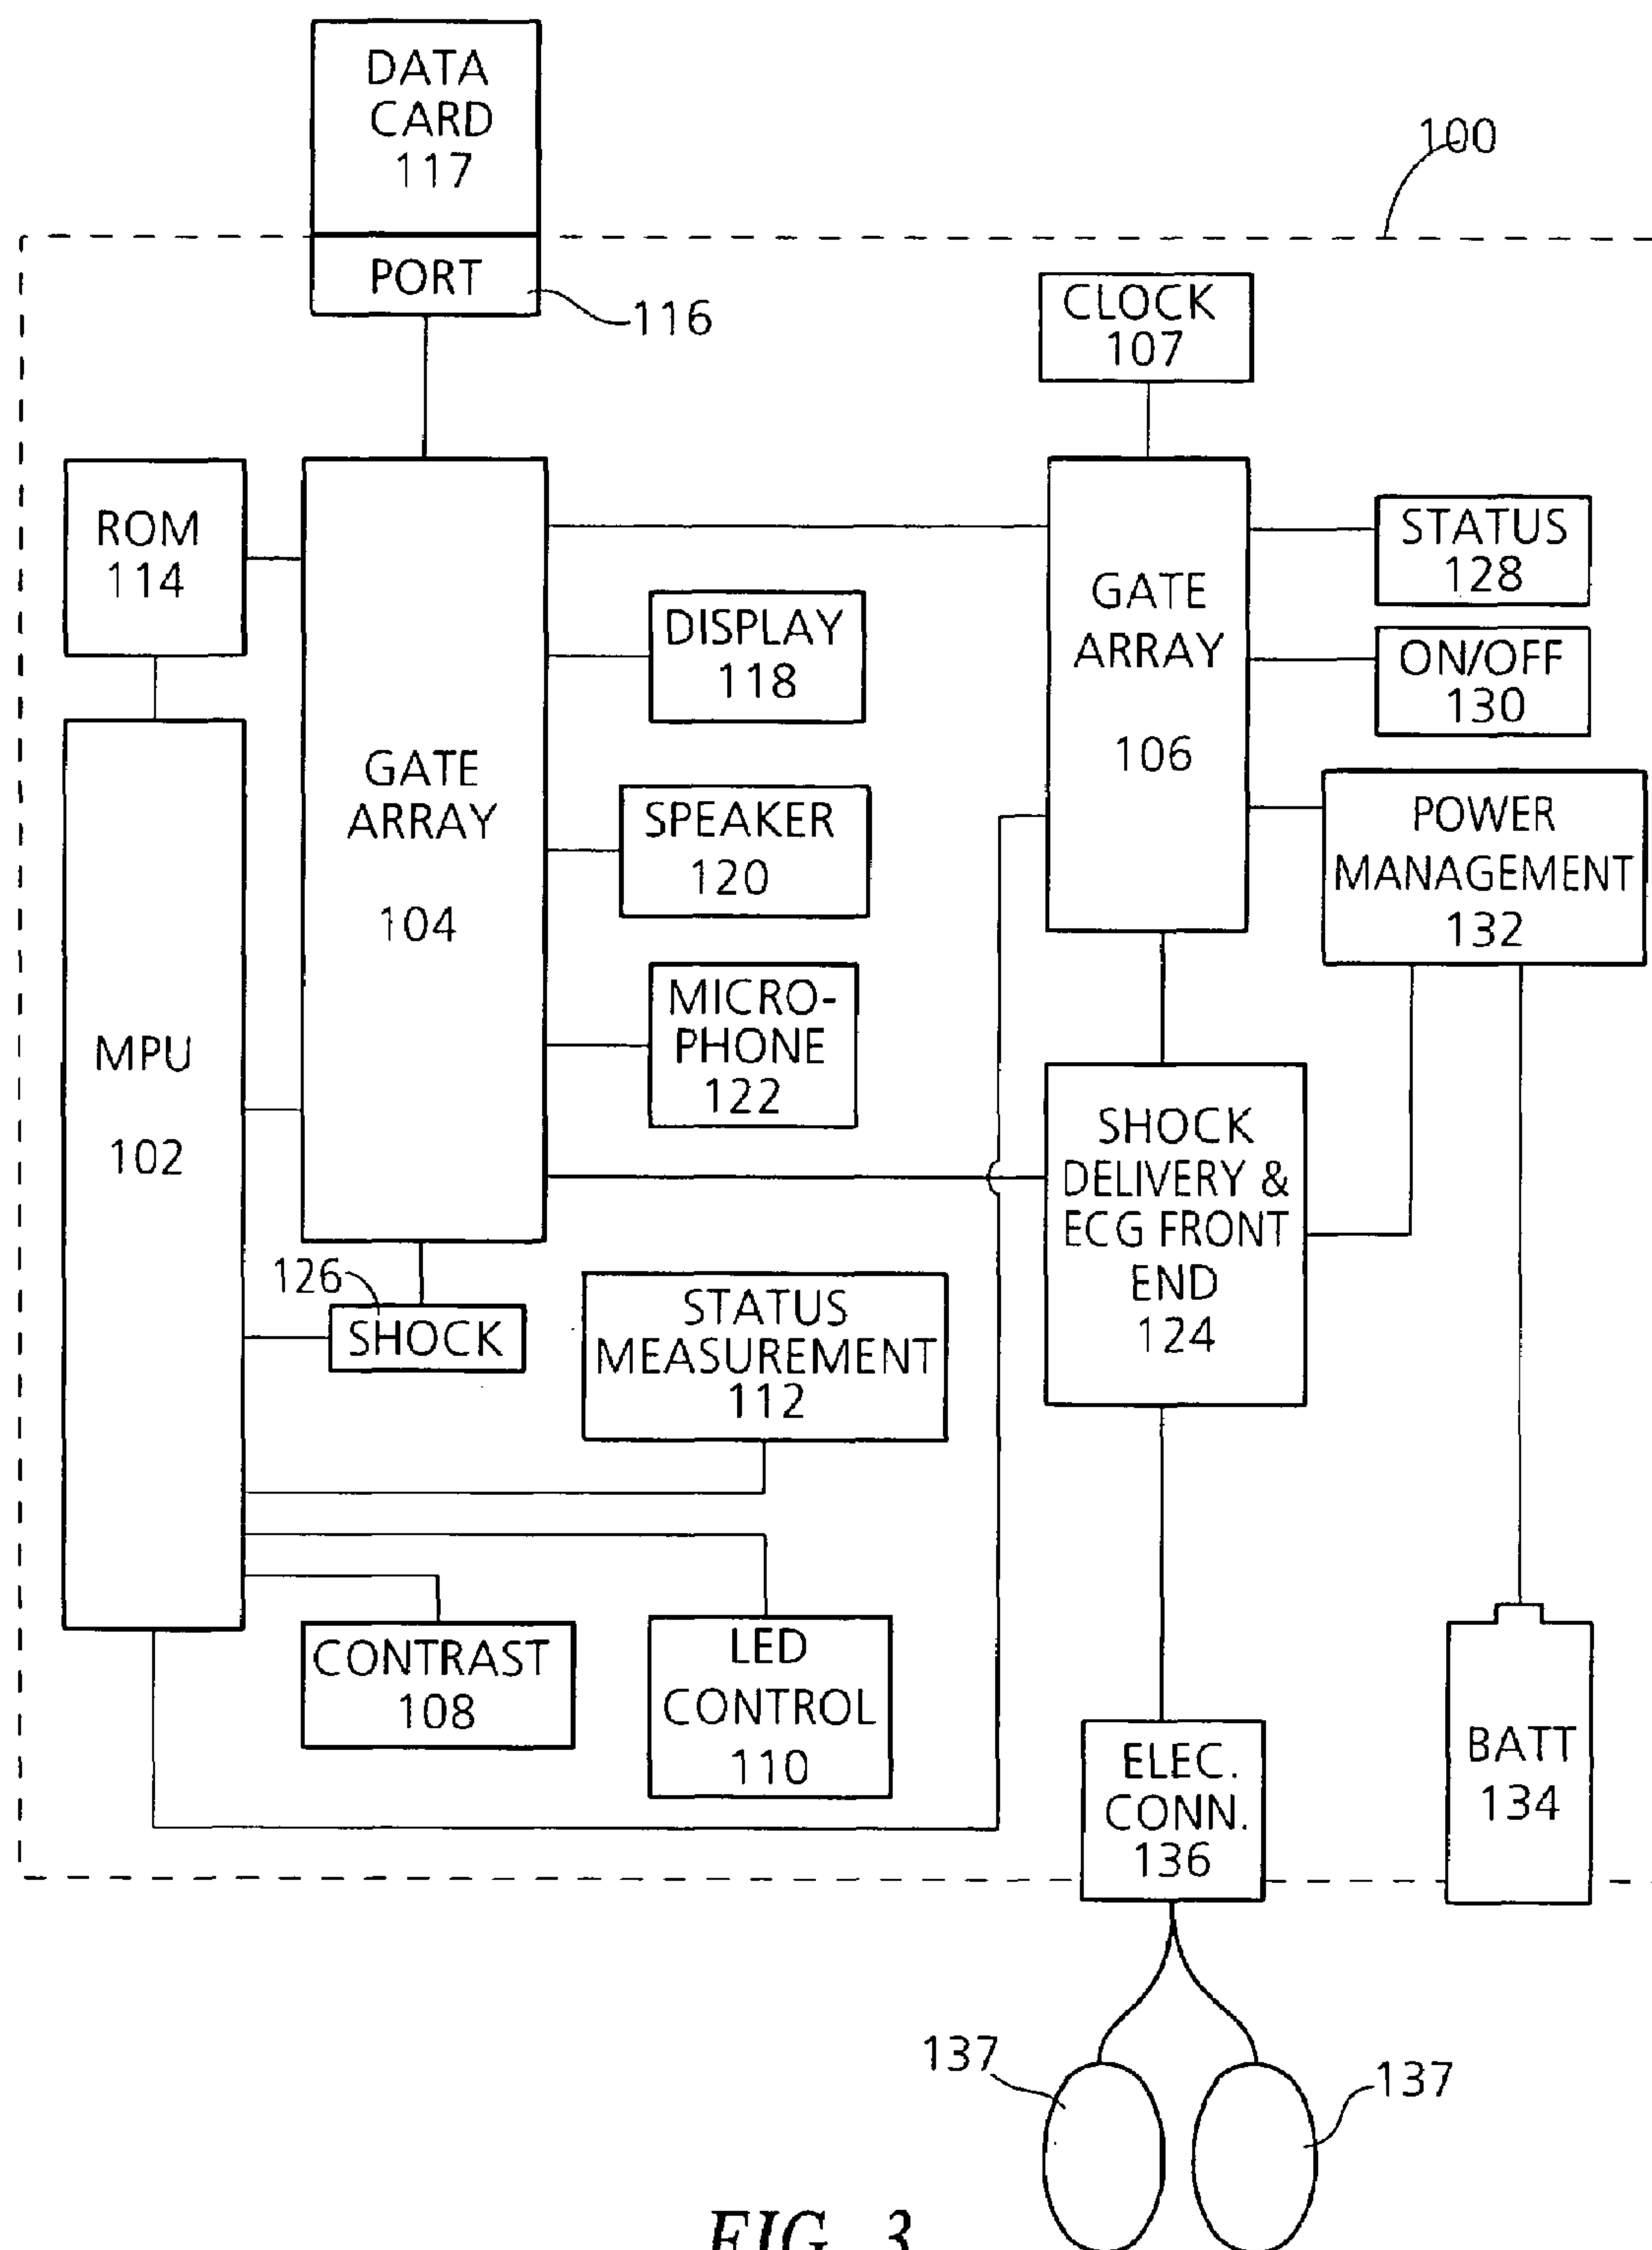 DATA
CARD
117
100
PORT
116
CLOCK
107
ROM
114
GATE
ARRAY
104
DISPLAY
118
SPEAKER
120
MICRO-
PHONE
122
GATE
ARRAY
106
STATUS
128
ON/OFF
130
POWER
MANAGEMENT
132
MPU
102
126
SHOCK
STATUS
MEASUREMENT
112
SHOCK
DELIVERY &
ECG FRONT
END
124
CONTRAST
108
LED
CONTROL
110
ELEC.
CONN.
136
BATT
134
137
137
FIG. 3